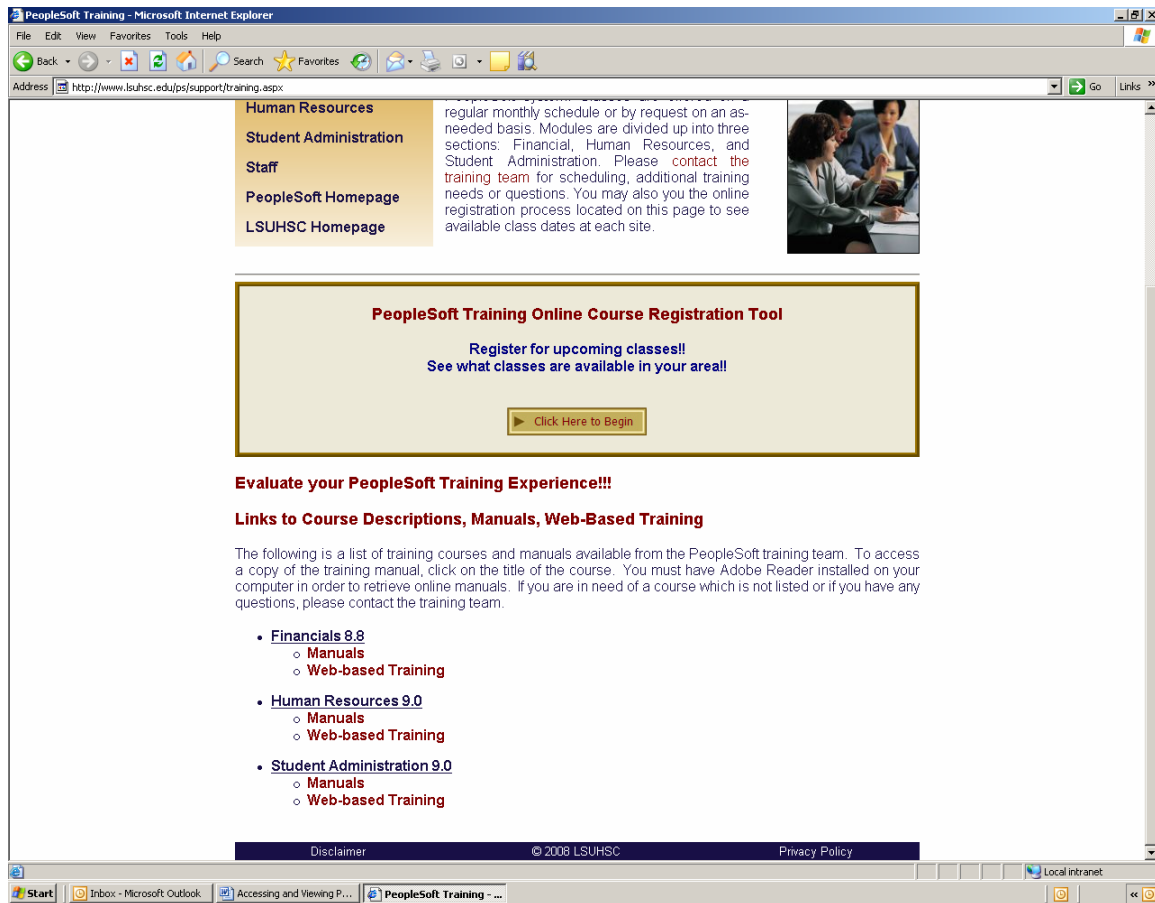 PeopleSoft Training - Microsoft Internet Explorer
File Edit View Favorites Tools Help
Back Search Favorites
Address http://www.lsuhsc.edu/ps/support/training.aspx Go Links »
Human Resources
Student Administration
Staff
PeopleSoft Homepage
LSUHSC Homepage
PeopleSoft system. Classes are offered on a
regular monthly schedule or by request on an as-
needed basis. Modules are divided up into three
sections: Financial, Human Resources, and
Student Administration. Please contact the
training team for scheduling, additional training
needs or questions. You may also you the online
registration process located on this page to see
available class dates at each site.
PeopleSoft Training Online Course Registration Tool
Register for upcoming classes!!
See what classes are available in your area!!
Click Here to Begin
Evaluate your PeopleSoft Training Experience!!!
Links to Course Descriptions, Manuals, Web-Based Training
The following is a list of training courses and manuals available from the PeopleSoft training team. To access
a copy of the training manual, click on the title of the course. You must have Adobe Reader installed on your
computer in order to retrieve online manuals. If you are in need of a course which is not listed or if you have any
questions, please contact the training team.
• Financials 8.8
○ Manuals
○ Web-based Training
• Human Resources 9.0
○ Manuals
○ Web-based Training
• Student Administration 9.0
○ Manuals
○ Web-based Training
Disclaimer © 2008 LSUHSC Privacy Policy
Local intranet
Start Inbox - Microsoft Outlook Accessing and Viewing P... PeopleSoft Training - ... «